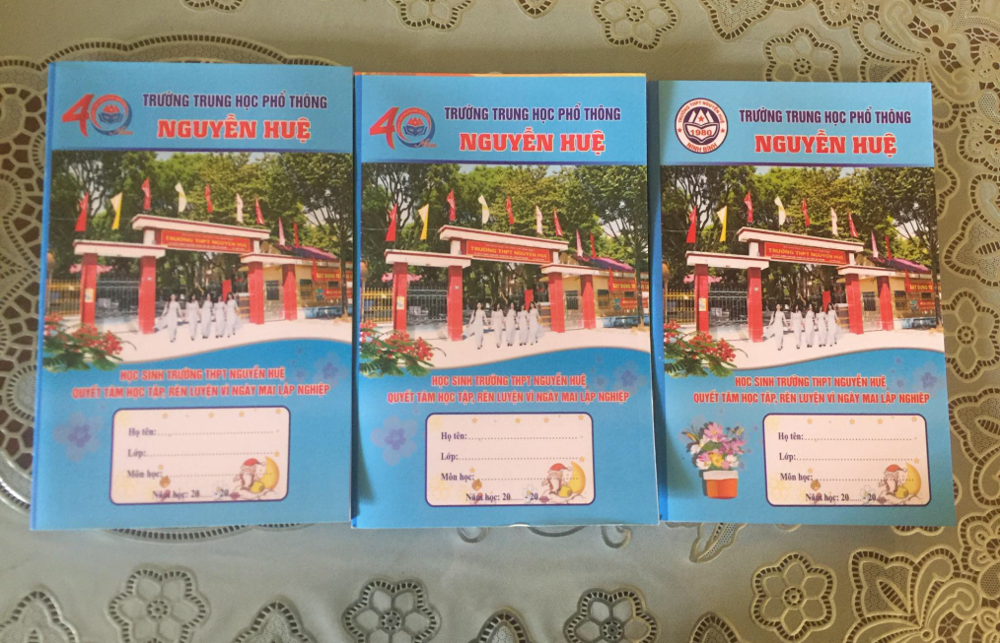 40
TRƯỜNG TRUNG HỌC PHỔ THÔNG
NGUYỄN HUỆ
TRƯỜNG THPT NGUYỄN HUỆ
HỌC SINH TRƯỜNG THPT NGUYỄN HUỆ
QUYẾT TÂM HỌC TẬP, RÈN LUYỆN VÌ NGÀY MAI LẬP NGHIỆP
Họ tên:
Lớp:
Môn học:
Năm học: 20 20
40
TRƯỜNG TRUNG HỌC PHỔ THÔNG
NGUYỄN HUỆ
TRƯỜNG THPT NGUYỄN HUỆ
HỌC SINH TRƯỜNG THPT NGUYỄN HUỆ
QUYẾT TÂM HỌC TẬP, RÈN LUYỆN VÌ NGÀY MAI LẬP NGHIỆP
Họ tên:
Lớp:
Môn học:
Năm học: 20...... - 20
TRƯỜNG THPT NGUYỄN HUỆ
1980
NINH BÌNH
TRƯỜNG TRUNG HỌC PHỔ THÔNG
NGUYỄN HUỆ
TRƯỜNG THPT NGUYỄN HUỆ
HỌC SINH TRƯỜNG THPT NGUYỄN HUỆ
QUYẾT TÂM HỌC TẬP, RÈN LUYỆN VÌ NGÀY MAI LẬP NGHIỆP
Họ tên:
Lớp:
Môn học:
Năm học: 20...... - 20